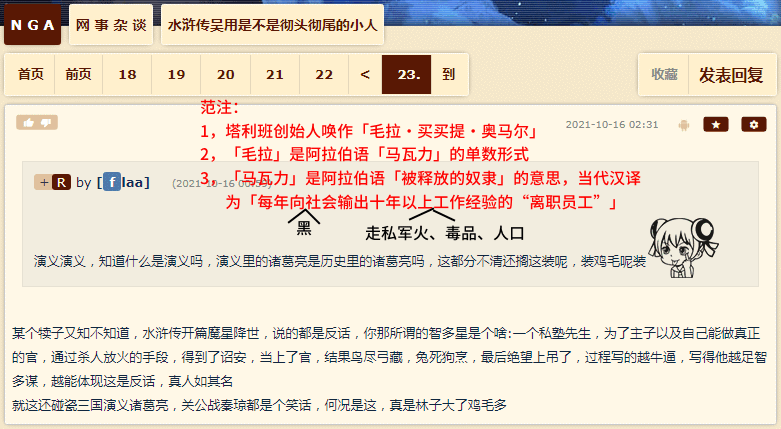 NGA 网事杂谈 水浒传吴用是不是彻头彻尾的小人
首页 前页 18 19 20 21 22 < 23. 到 收藏 发表回复
范注：
1，塔利班创始人唤作「毛拉·买买提·奥马尔」
2，「毛拉」是阿拉伯语「马瓦力」的单数形式
3，「马瓦力」是阿拉伯语「被释放的奴隶」的意思，当代汉译
为「每年向社会输出十年以上工作经验的“离职员工”」
黑
走私军火、毒品、人口
2021-10-16 02:31
+R by [flaa] (2021-10-16 00:59)
演义演义，知道什么是演义吗，演义里的诸葛亮是历史里的诸葛亮吗，这都分不清还搁这装呢，装鸡毛呢装
某个犊子又知不知道，水浒传开篇魔星降世，说的都是反话，你那所谓的智多星是个啥:一个私塾先生，为了主子以及自己能做真正
的官，通过杀人放火的手段，得到了诏安，当上了官，结果鸟尽弓藏，兔死狗烹，最后绝望上吊了，过程写的越牛逼，写得他越足智
多谋，越能体现这是反话，真人如其名
就这还碰瓷三国演义诸葛亮，关公战秦琼都是个笑话，何况是这，真是林子大了鸡毛多